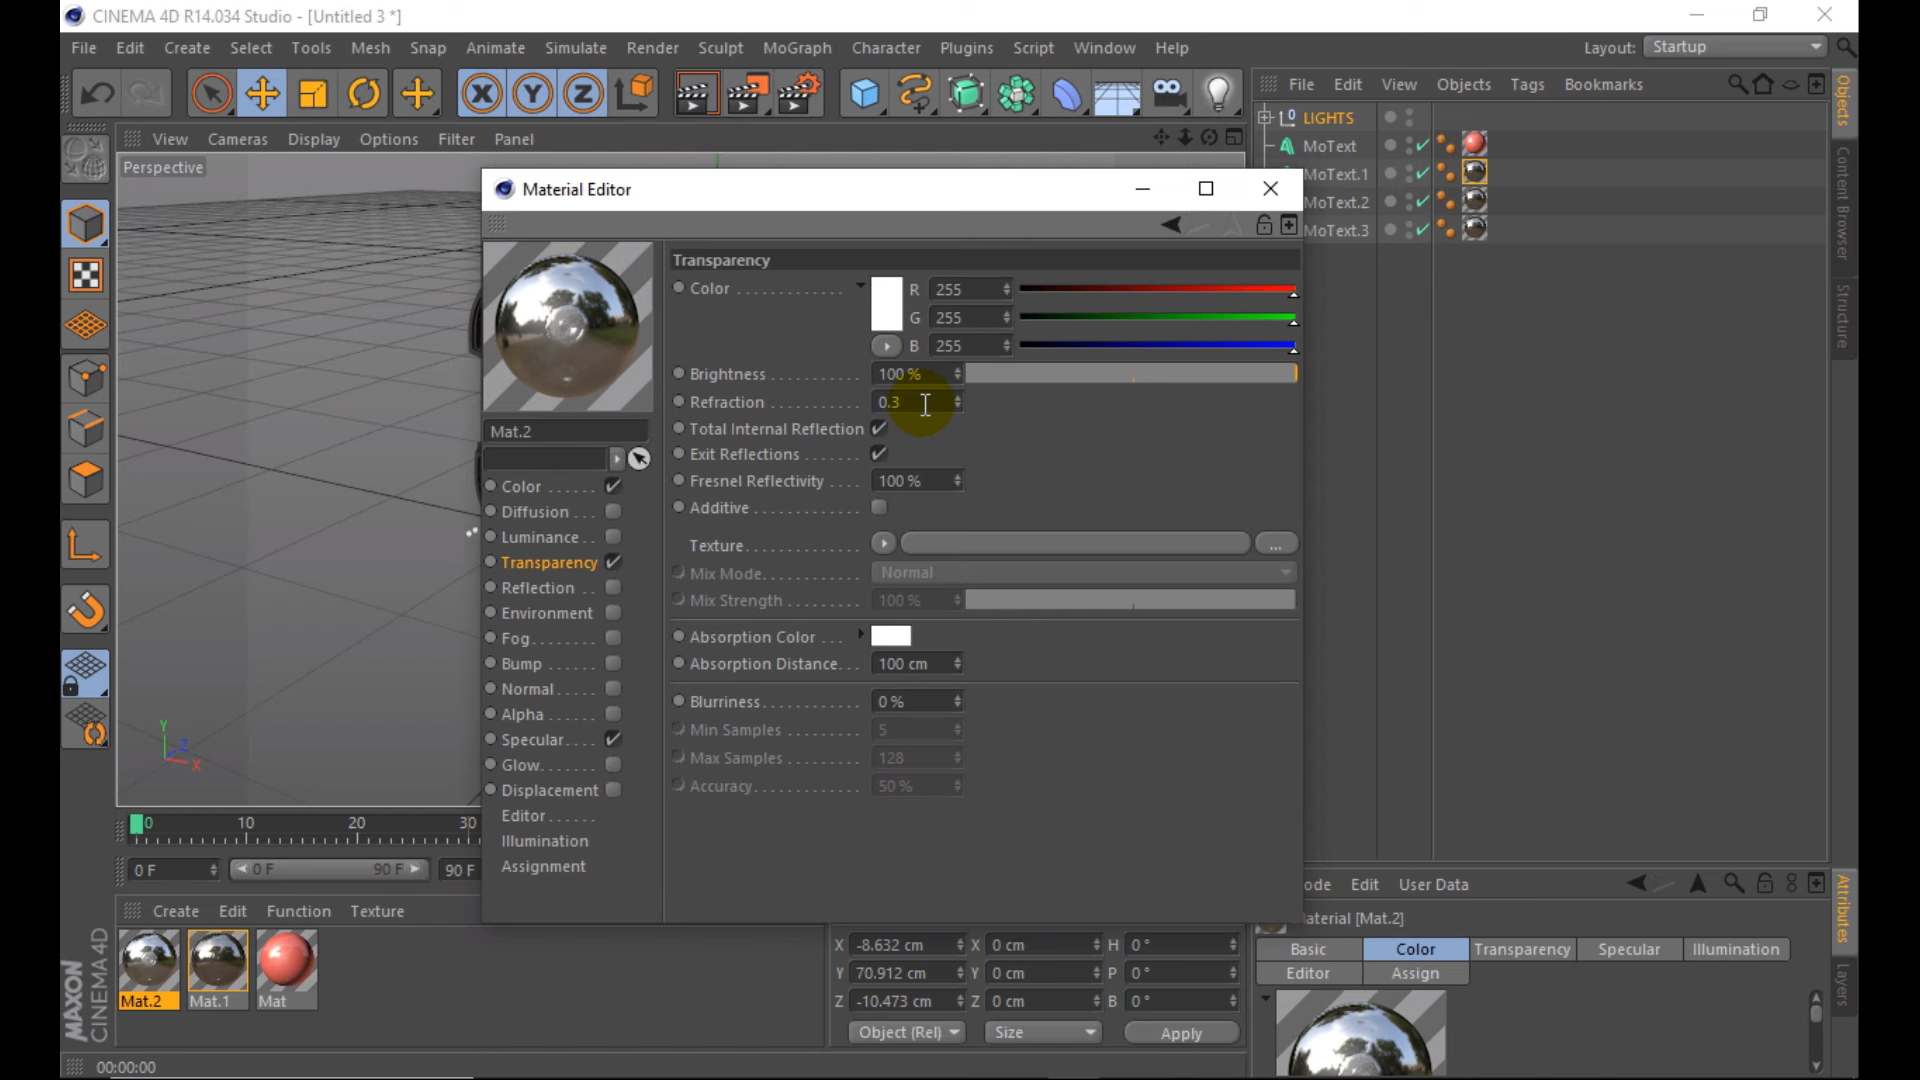 CINEMA 4D R14.034 Studio - [Untitled 3 *]
File Edit Create Select Tools Mesh Snap Animate Simulate Render Sculpt MoGraph Character Plugins Script Window Help Layout: Startup
File Edit View Objects Tags Bookmarks
View Cameras Display Options Filter Panel
Perspective
LIGHTS
MoText
MoText.1
MoText.2
MoText.3
Objects
Content Browser
Structure
Material Editor
Transparency
Color R 255
G 255
B 255
Brightness 100 %
Refraction 0.3
Total Internal Reflection
Exit Reflections
Fresnel Reflectivity 100 %
Additive
Texture ...
Mix Mode Normal
Mix Strength 100 %
Absorption Color
Absorption Distance 100 cm
Blurriness 0 %
Min Samples 5
Max Samples 128
Accuracy 50 %
Mat.2
Color
Diffusion
Luminance
Transparency
Reflection
Environment
Fog
Bump
Normal
Alpha
Specular
Glow
Displacement
Editor
Illumination
Assignment
Y Z X
0 10 20 30
0 F 0 F 90 F 90 F
Create Edit Function Texture
Mat.2 Mat.1 Mat
MAXON CINEMA 4D
X -8.632 cm X 0 cm H 0 °
Y 70.912 cm Y 0 cm P 0 °
Z -10.473 cm Z 0 cm B 0 °
Object (Rel) Size Apply
ode Edit User Data
aterial [Mat.2]
Basic Color Transparency Specular Illumination
Editor Assign
Attributes
Layers
00:00:00